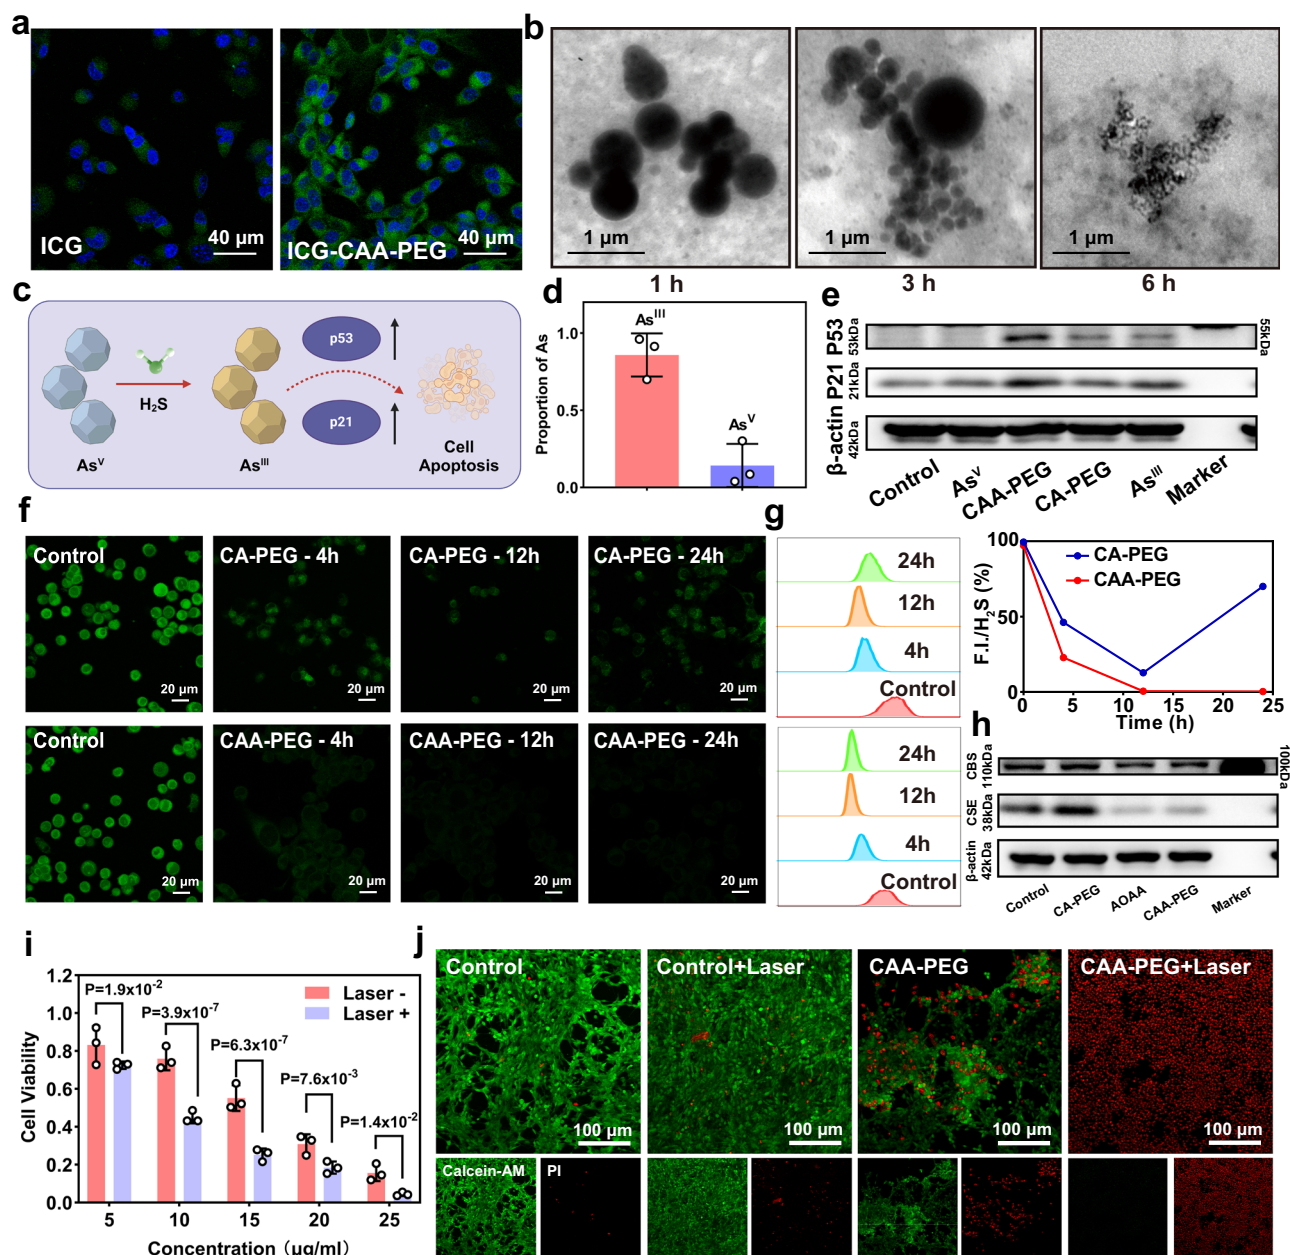 a
ICG
40 µm
ICG-CAA-PEG
40 µm
b
1 µm
1 µm
1 µm
1 h
3 h
6 h
c
H₂S
p53
p21
Asⱽ
Asᴵᴵᴵ
Cell
Apoptosis
d
Proportion of As
1.0
0.5
0.0
Asᴵᴵᴵ
Asⱽ
e
P53
53kDa
55kDa
P21
21kDa
β-actin
42kDa
Control
Asⱽ
CAA-PEG
CA-PEG
Asᴵᴵᴵ
Marker
f
Control
20 µm
CA-PEG - 4h
20 µm
CA-PEG - 12h
20 µm
CA-PEG - 24h
20 µm
Control
20 µm
CAA-PEG - 4h
20 µm
CAA-PEG - 12h
20 µm
CAA-PEG - 24h
20 µm
g
24h
12h
4h
Control
24h
12h
4h
Control
F.I./H₂S (%)
100
50
0
CA-PEG
CAA-PEG
0 5 10 15 20 25
Time (h)
h
CBS
110kDa
100kDa
CSE
38kDa
β-actin
42kDa
Control
CA-PEG
AOAA
CAA-PEG
Marker
i
Cell Viability
1.2
1.0
0.8
0.6
0.4
0.2
0.0
Laser -
Laser +
P=1.9x10⁻²
P=3.9x10⁻⁷
P=6.3x10⁻⁷
P=7.6x10⁻³
P=1.4x10⁻²
5 10 15 20 25
Concentration (µg/ml)
j
Control
100 µm
Control+Laser
100 µm
CAA-PEG
100 µm
CAA-PEG+Laser
100 µm
Calcein-AM
PI